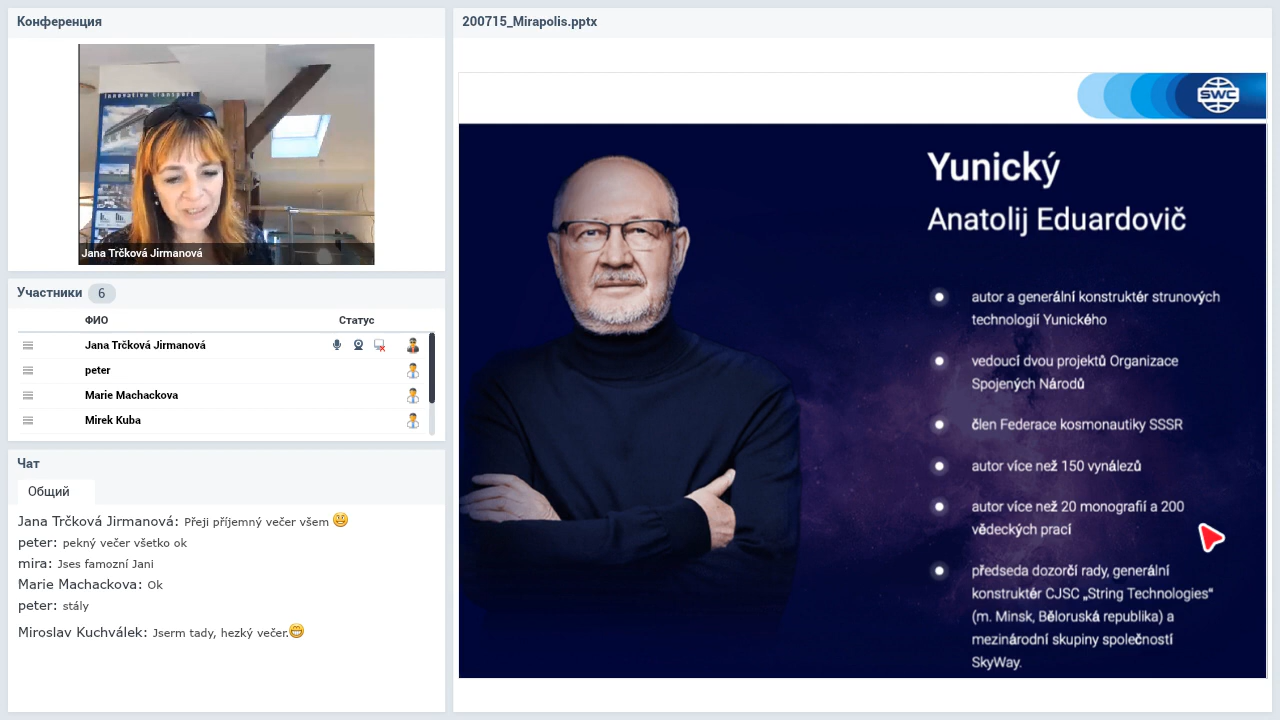 Конференция
Innovative transport
Jana Trčková Jirmanová
Участники 6
ФИО Статус
Jana Trčková Jirmanová
peter
Marie Machackova
Mirek Kuba
Чат
Общий
Jana Trčková Jirmanová: Přeji příjemný večer všem
peter: pekný večer všetko ok
mira: Jses famozní Jani
Marie Machackova: Ok
peter: stály
Miroslav Kuchválek: Jserm tady, hezký večer.
200715_Mirapolis.pptx
SWC
Yunický
Anatolij Eduardovič
autor a generální konstruktér strunových
technologií Yunického
vedoucí dvou projektů Organizace
Spojených Národů
člen Federace kosmonautiky SSSR
autor více než 150 vynálezů
autor více než 20 monografií a 200
vědeckých prací
předseda dozorčí rady, generální
konstruktér CJSC „String Technologies“
(m. Minsk, Běloruská republika) a
mezinárodní skupiny společností
SkyWay.